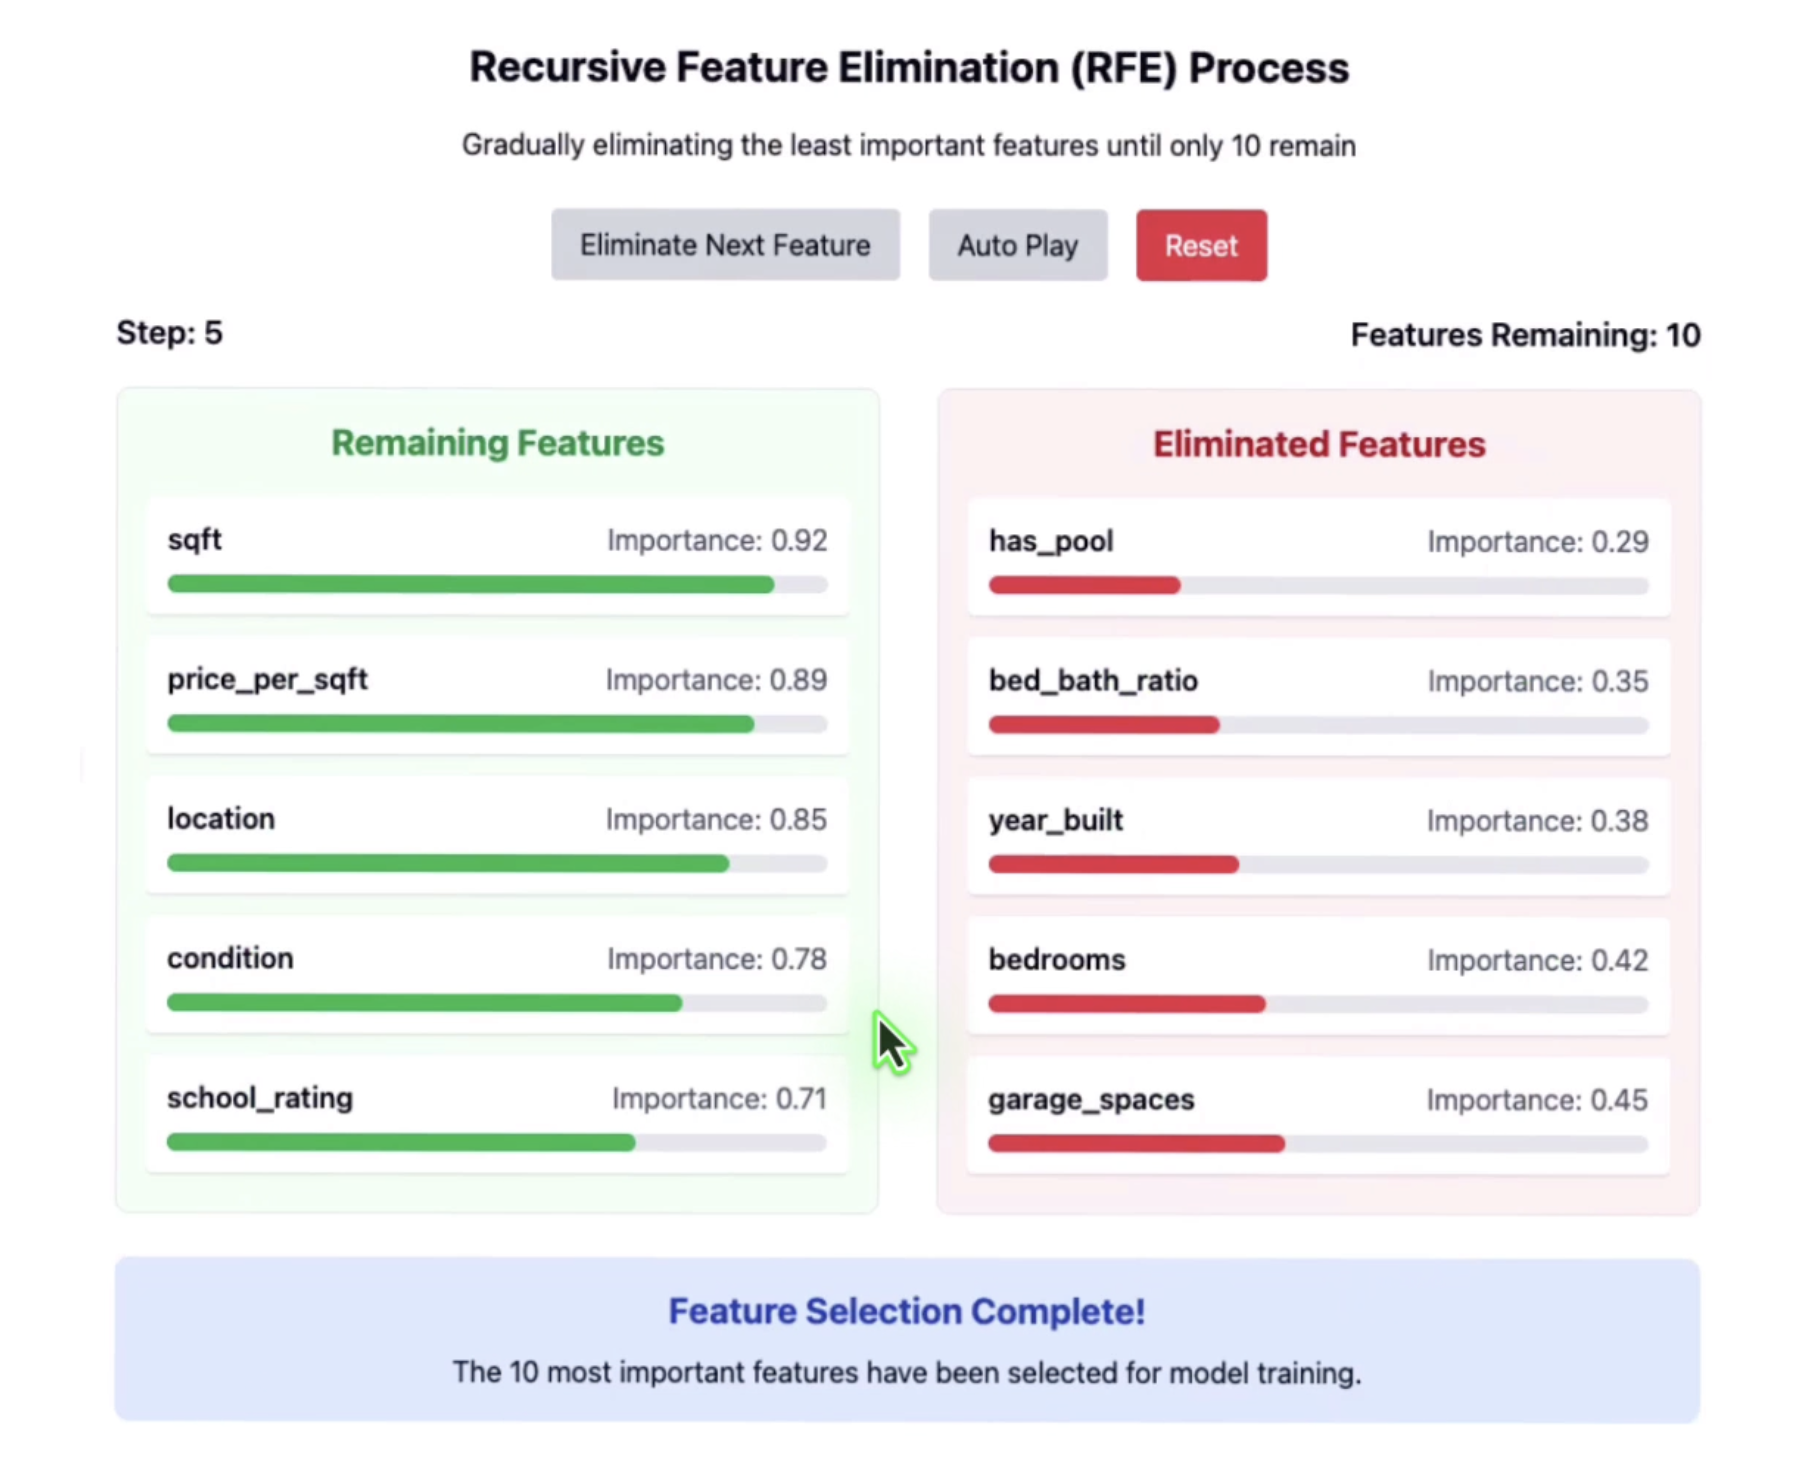 Recursive Feature Elimination (RFE) Process
Gradually eliminating the least important features until only 10 remain
Eliminate Next Feature
Auto Play
Reset
Step: 5
Features Remaining: 10
Remaining Features
sqft
Importance: 0.92
price_per_sqft
Importance: 0.89
location
Importance: 0.85
condition
Importance: 0.78
school_rating
Importance: 0.71
Eliminated Features
has_pool
Importance: 0.29
bed_bath_ratio
Importance: 0.35
year_built
Importance: 0.38
bedrooms
Importance: 0.42
garage_spaces
Importance: 0.45
Feature Selection Complete!
The 10 most important features have been selected for model training.